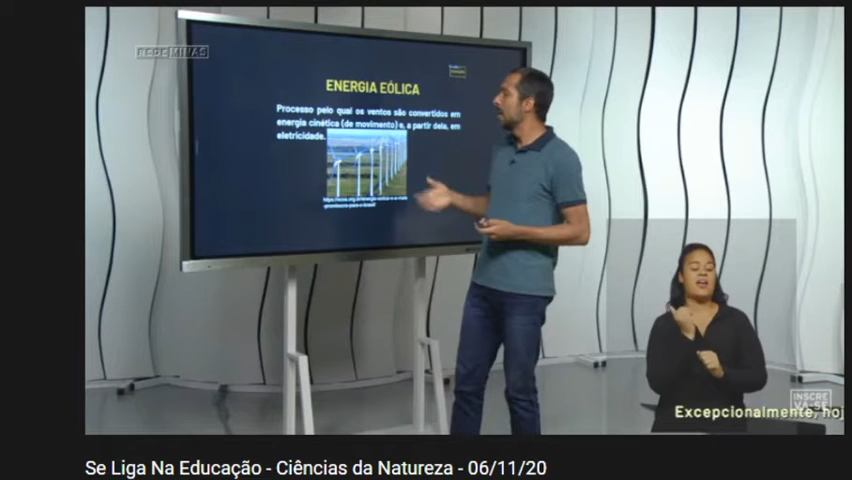 REDE MINAS
ENERGIA EÓLICA
Processo pelo qual os ventos são convertidos em
energia cinética (de movimento) e, a partir dela, em
eletricidade.
INSCRE
VA-SE
Excepcionalmente, hoj
Se Liga Na Educação - Ciências da Natureza - 06/11/20